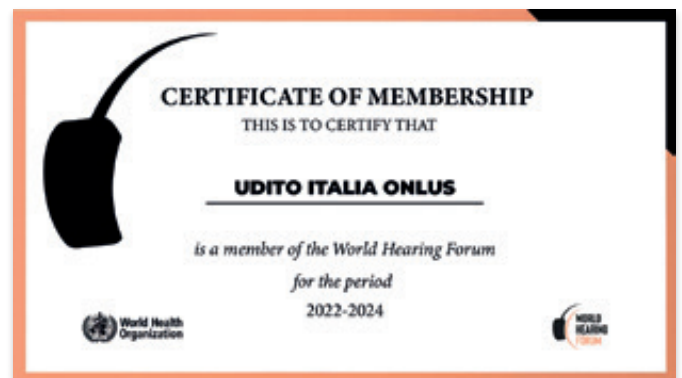 CERTIFICATE OF MEMBERSHIP
THIS IS TO CERTIFY THAT
UDITO ITALIA ONLUS
is a member of the World Hearing Forum
for the period
2022-2024
World Health
Organization
WORLD
HEARING
FORUM